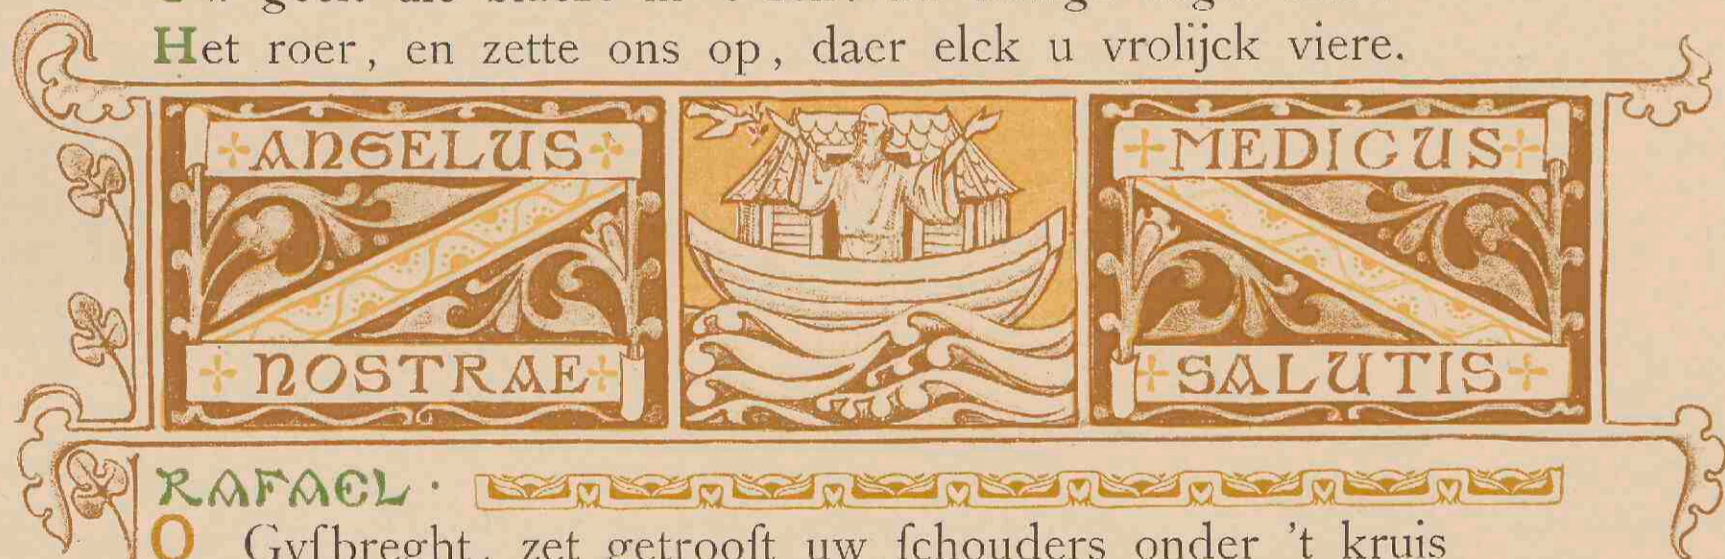 Het roer, en zette ons op, daer elck u vrolijck viere.
ANGELUS MEDICUS
NOSTRAE SALUTIS
RAFAEL.
O Gyſbreght, zet getrooſt uw ſchouders onder 't kruis